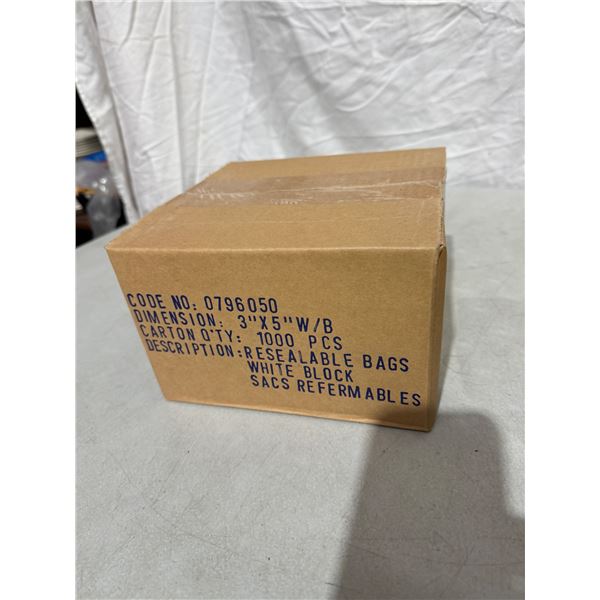 CODE NO: 0796050
DIMENSION: 3"X5"W/B
CARTON Q'TY: 1000 PCS
DESCRIPTION:RESEALABLE BAGS
WHITE BLOCK
SACS REFERMABLES